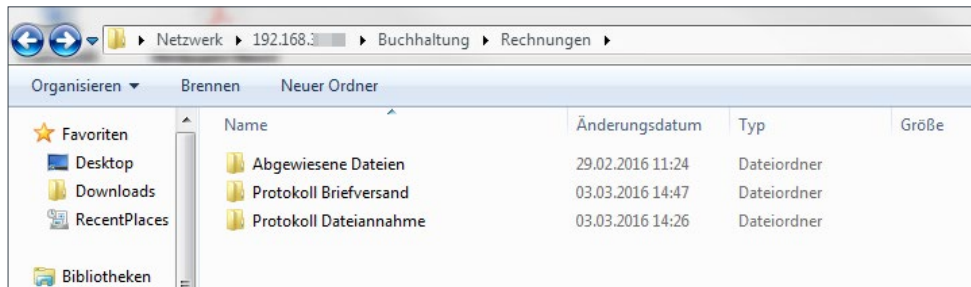 Netzwerk ▸ 192.168. ▸ Buchhaltung ▸ Rechnungen ▸
Organisieren Brennen Neuer Ordner
Favoriten Name Änderungsdatum Typ Größe
Desktop Abgewiesene Dateien 29.02.2016 11:24 Dateiordner
Downloads Protokoll Briefversand 03.03.2016 14:47 Dateiordner
RecentPlaces Protokoll Dateiannahme 03.03.2016 14:26 Dateiordner
Bibliotheken